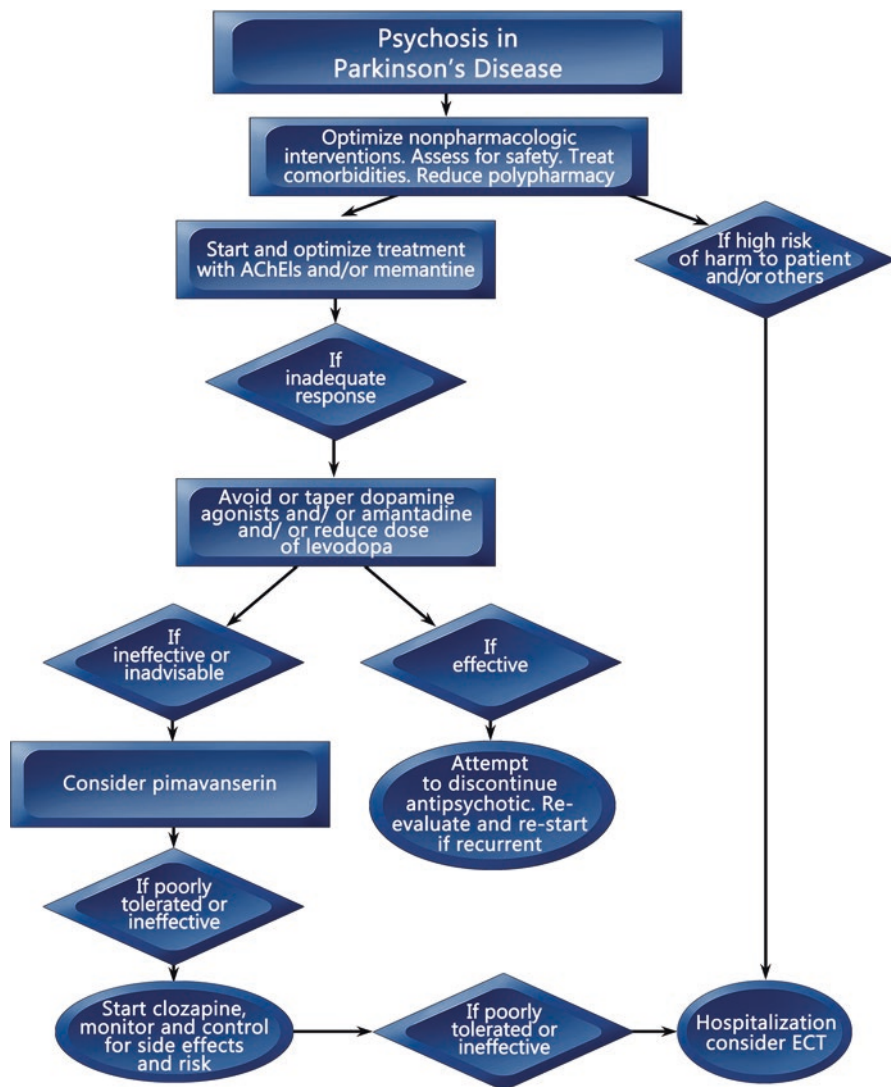 Psychosis in
Parkinson's Disease
Optimize nonpharmacologic
interventions. Assess for safety. Treat
comorbidities. Reduce polypharmacy
Start and optimize treatment
with AChEIs and/or memantine
If high risk
of harm to patient
and/or others
If
inadequate
response
Avoid or taper dopamine
agonists and/ or amantadine
and/ or reduce dose
of levodopa
If
ineffective or
inadvisable
If
effective
Consider pimavanserin
Attempt
to discontinue
antipsychotic. Re-
evaluate and re-start
if recurrent
If poorly
tolerated or
ineffective
Start clozapine,
monitor and control
for side effects
and risk
If poorly
tolerated or
ineffective
Hospitalization
consider ECT